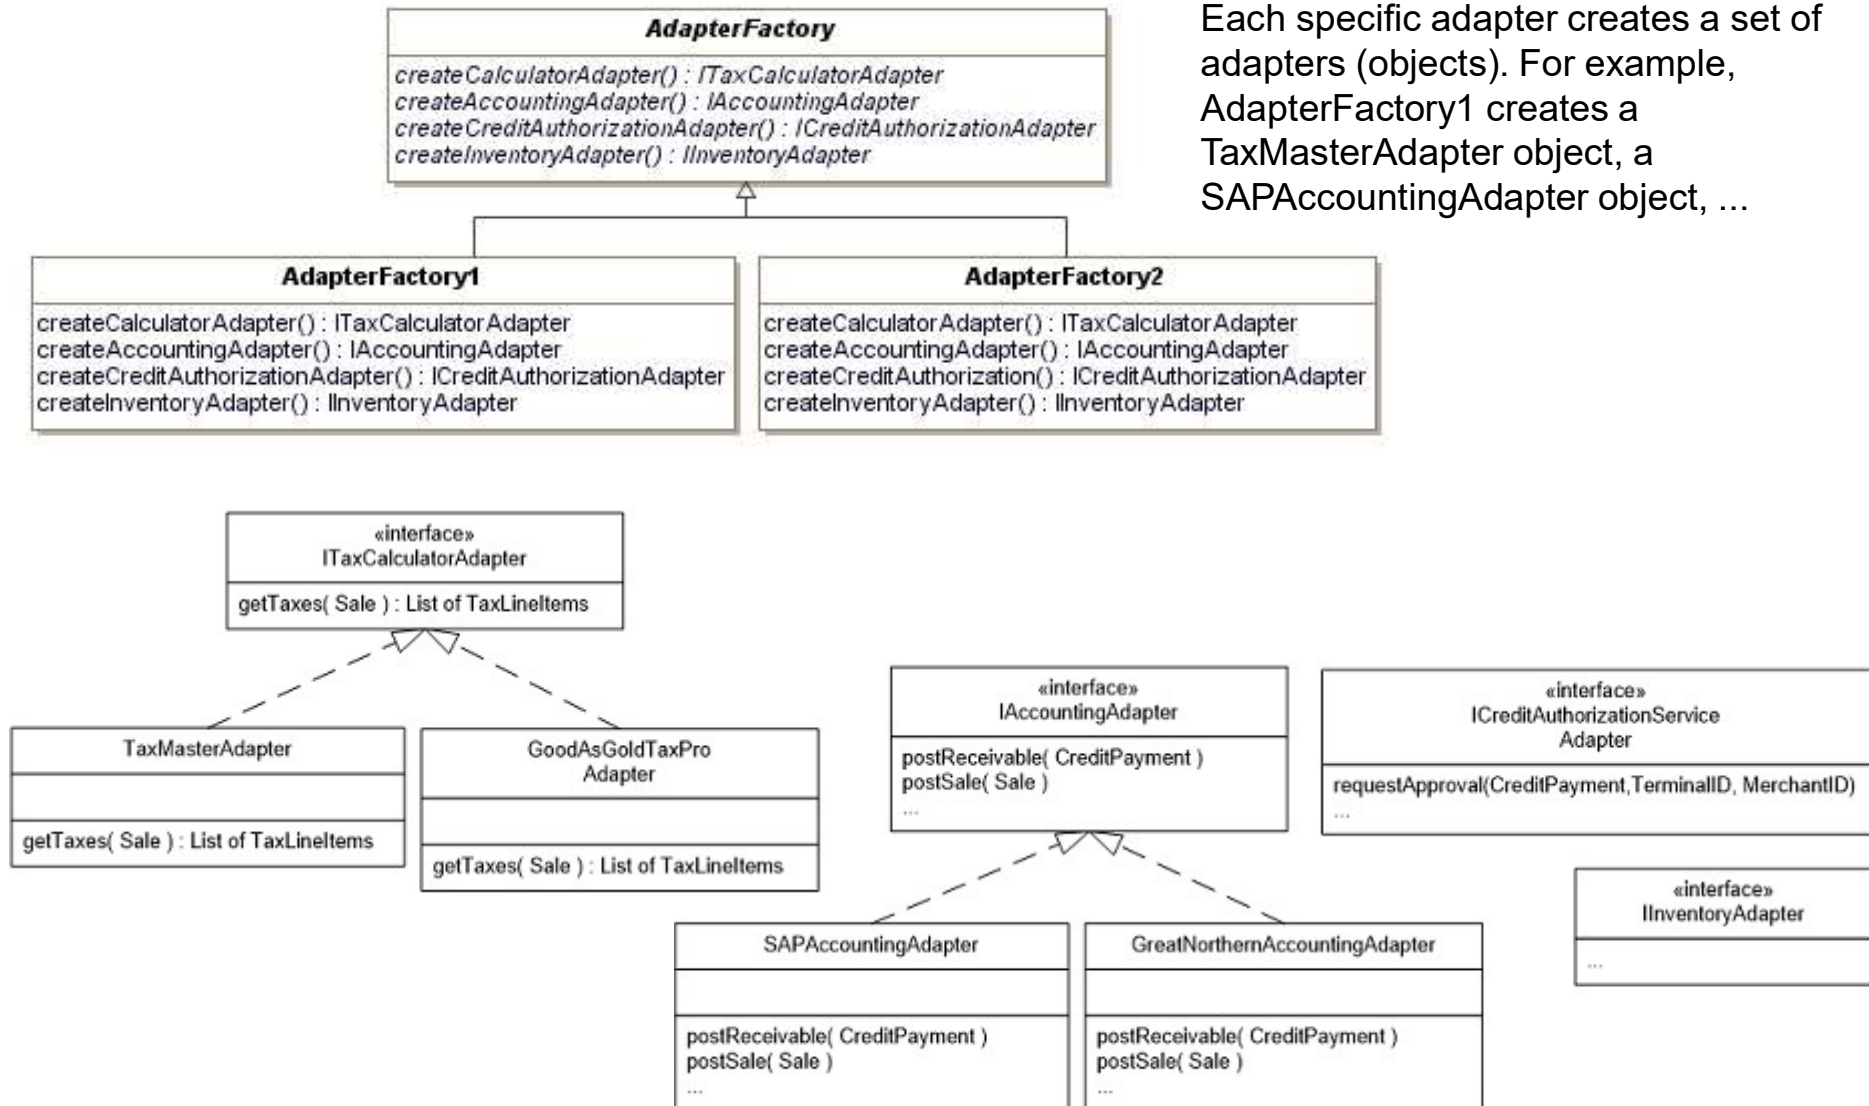 AdapterFactory
createCalculatorAdapter() : ITaxCalculatorAdapter
createAccountingAdapter() : IAccountingAdapter
createCreditAuthorizationAdapter() : ICreditAuthorizationAdapter
createInventoryAdapter() : IInventoryAdapter
Each specific adapter creates a set of
adapters (objects). For example,
AdapterFactory1 creates a
TaxMasterAdapter object, a
SAPAccountingAdapter object, ...
AdapterFactory1
createCalculatorAdapter() : ITaxCalculatorAdapter
createAccountingAdapter() : IAccountingAdapter
createCreditAuthorizationAdapter() : ICreditAuthorizationAdapter
createInventoryAdapter() : IInventoryAdapter
AdapterFactory2
createCalculatorAdapter() : ITaxCalculatorAdapter
createAccountingAdapter() : IAccountingAdapter
createCreditAuthorization() : ICreditAuthorizationAdapter
createInventoryAdapter() : IInventoryAdapter
«interface»
ITaxCalculatorAdapter
getTaxes( Sale ) : List of TaxLineItems
TaxMasterAdapter
getTaxes( Sale ) : List of TaxLineItems
GoodAsGoldTaxPro
Adapter
getTaxes( Sale ) : List of TaxLineItems
«interface»
IAccountingAdapter
postReceivable( CreditPayment )
postSale( Sale )
...
«interface»
ICreditAuthorizationService
Adapter
requestApproval(CreditPayment,TerminalID, MerchantID)
...
«interface»
IInventoryAdapter
...
SAPAccountingAdapter
postReceivable( CreditPayment )
postSale( Sale )
...
GreatNorthernAccountingAdapter
postReceivable( CreditPayment )
postSale( Sale )
...